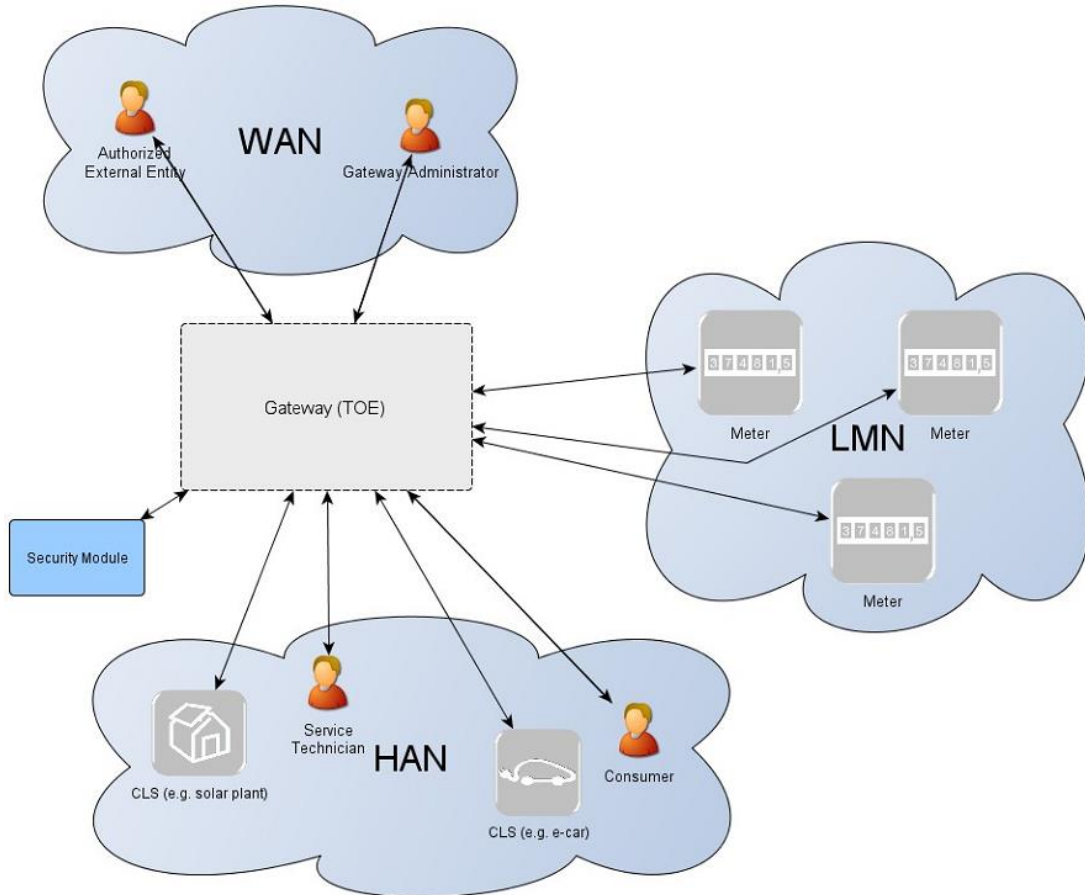 WAN
Authorized
External Entity
Gateway Administrator
Gateway (TOE)
37481,5
37481,5
Meter
LMN
Meter
37481,5
Meter
Security Module
Service
Technician
HAN
CLS (e.g. solar plant)
Consumer
CLS (e.g. e-car)